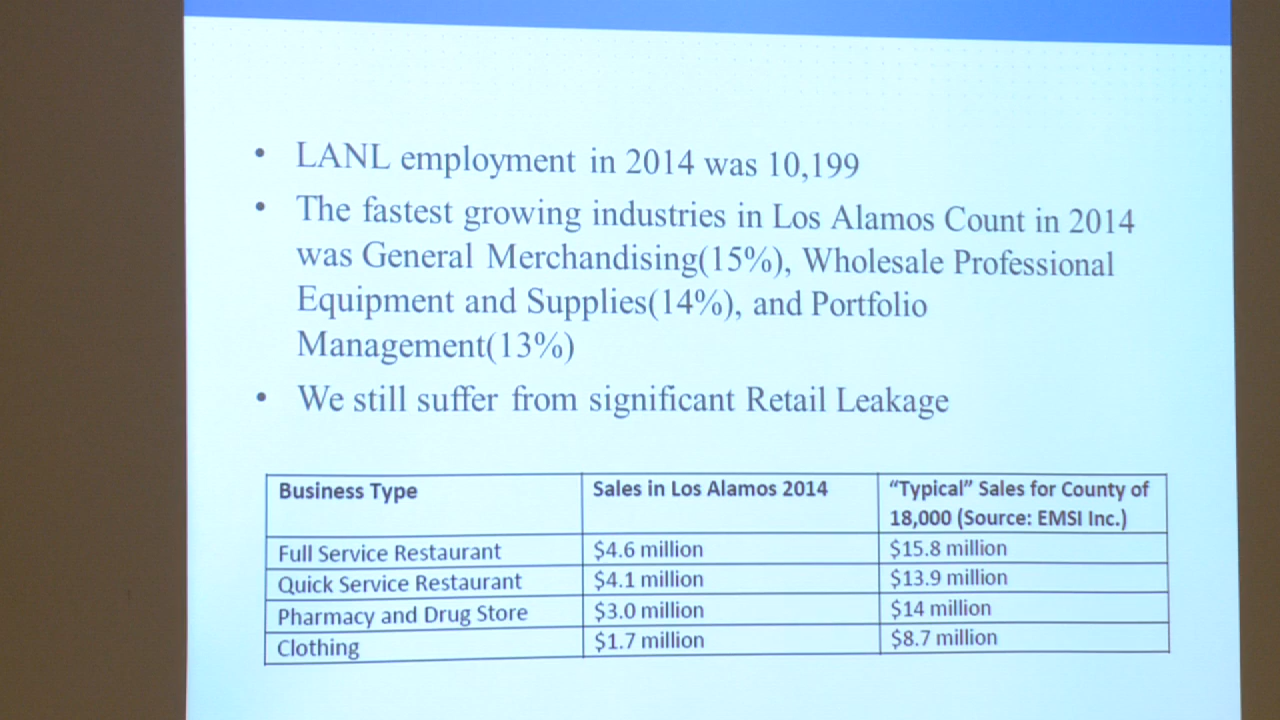 • LANL employment in 2014 was 10,199
• The fastest growing industries in Los Alamos Count in 2014
was General Merchandising(15%), Wholesale Professional
Equipment and Supplies(14%), and Portfolio
Management(13%)
• We still suffer from significant Retail Leakage
Business Type Sales in Los Alamos 2014 “Typical” Sales for County of
18,000 (Source: EMSI Inc.)
Full Service Restaurant $4.6 million $15.8 million
Quick Service Restaurant $4.1 million $13.9 million
Pharmacy and Drug Store $3.0 million $14 million
Clothing $1.7 million $8.7 million